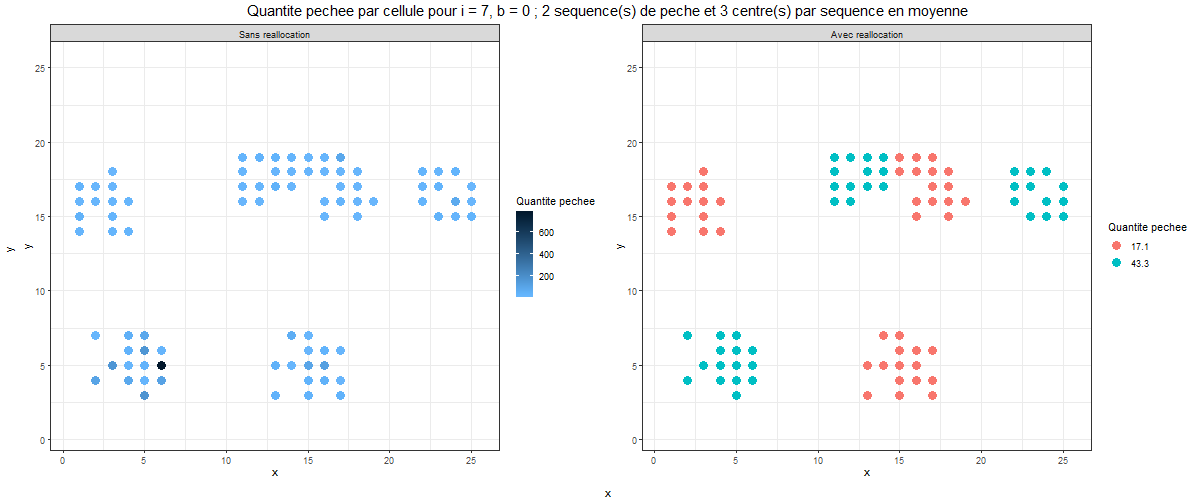 Quantite pechee par cellule pour i = 7, b = 0 ; 2 sequence(s) de peche et 3 centre(s) par sequence en moyenne
Sans reallocation
25
20
15
10
5
0
0 5 10 15 20 25
x
y
y
Quantite pechee
600
400
200
Avec reallocation
25
20
15
10
5
0
0 5 10 15 20 25
x
y
Quantite pechee
17.1
43.3
x